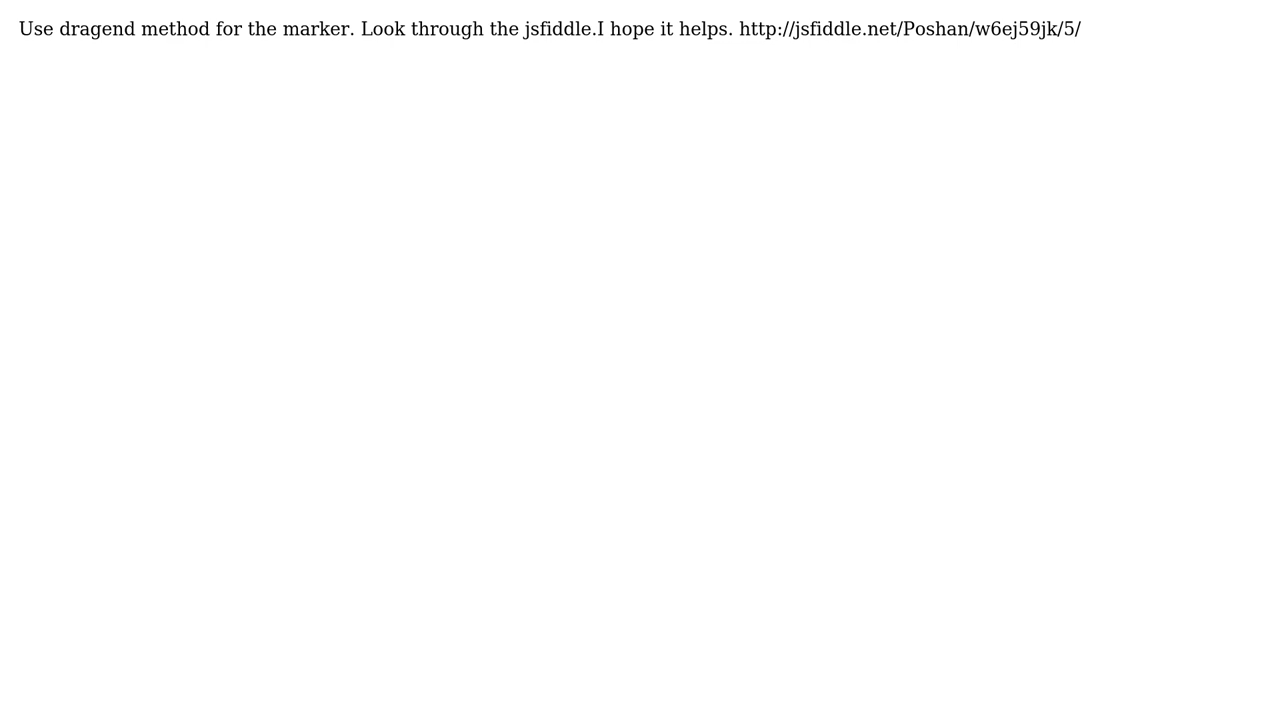 Use dragend method for the marker. Look through the jsfiddle.I hope it helps. http://jsfiddle.net/Poshan/w6ej59jk/5/